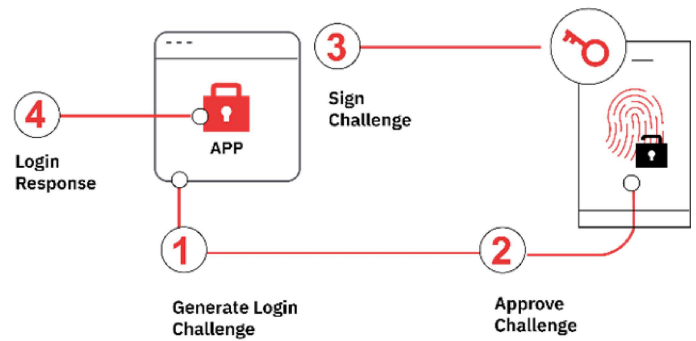 3
Sign
Challenge
4
APP
Login
Response
1
2
Generate Login
Challenge
Approve
Challenge